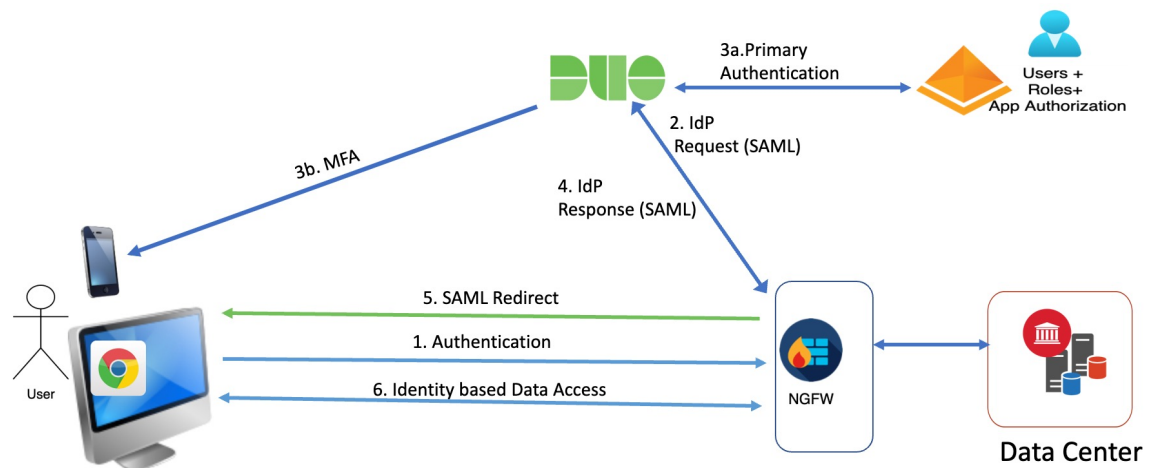 3a.Primary
Authentication
DUO
Users +
Roles+
App Authorization
2. IdP
Request (SAML)
3b. MFA
4. IdP
Response (SAML)
5. SAML Redirect
1. Authentication
6. Identity based Data Access
User
NGFW
Data Center